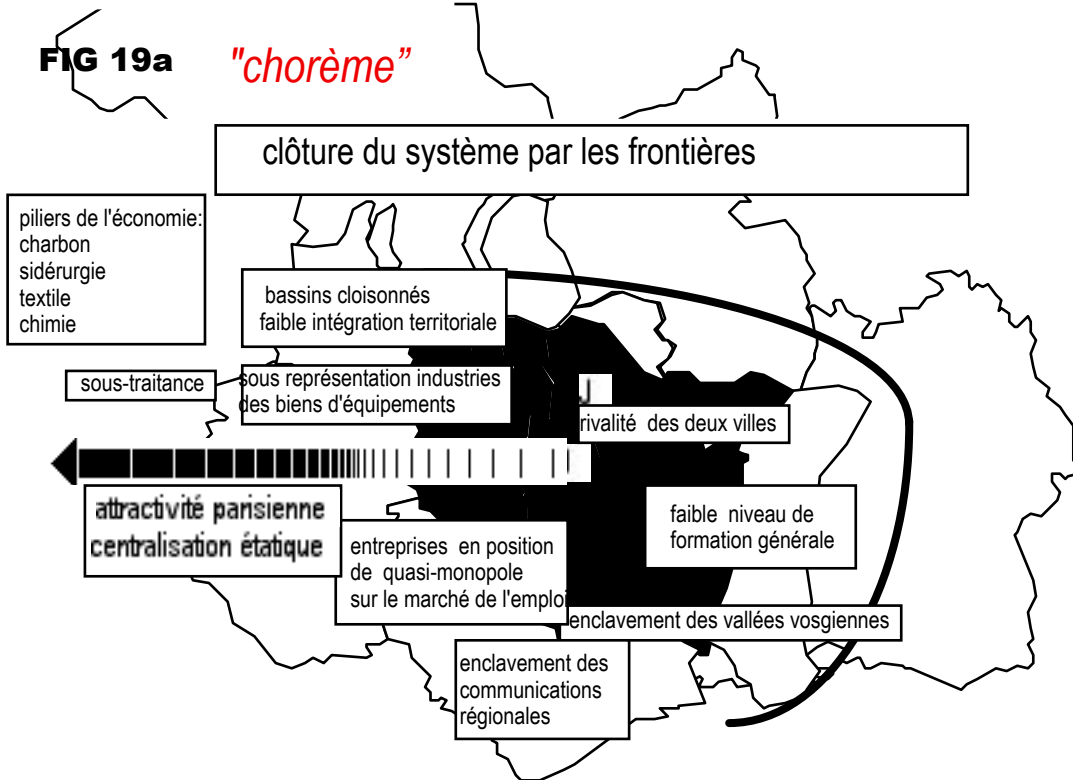 FIG 19a
"chorème”
clôture du système par les frontières
piliers de l'économie:
charbon
sidérurgie
textile
chimie
bassins cloisonnés
faible intégration territoriale
sous-traitance
sous représentation industries
des biens d'équipements
rivalité des deux villes
attractivité parisienne
centralisation étatique
faible niveau de
formation générale
entreprises en position
de quasi-monopole
sur le marché de l'emploi
enclavement des vallées vosgiennes
enclavement des
communications
régionales